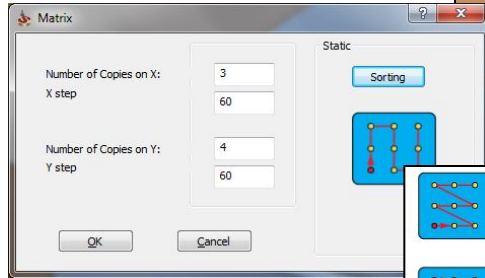 Matrix
?
X
Static
Number of Copies on X: 3
X step 60
Sorting
Number of Copies on Y: 4
Y step 60
OK Cancel